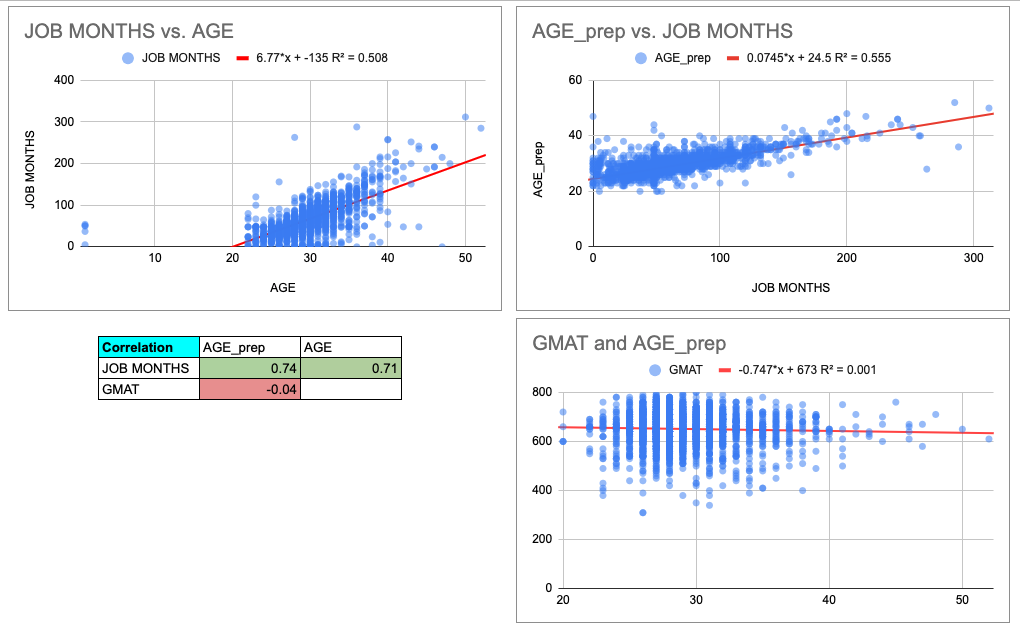 JOB MONTHS vs. AGE
JOB MONTHS 6.77*x + -135 R² = 0.508
400
300
200
100
0
10 20 30 40 50
JOB MONTHS
AGE
AGE_prep vs. JOB MONTHS
AGE_prep 0.0745*x + 24.5 R² = 0.555
60
40
20
0
0 100 200 300
AGE_prep
JOB MONTHS
Correlation AGE_prep AGE
JOB MONTHS 0.74 0.71
GMAT -0.04
GMAT and AGE_prep
GMAT -0.747*x + 673 R² = 0.001
800
600
400
200
0
20 30 40 50